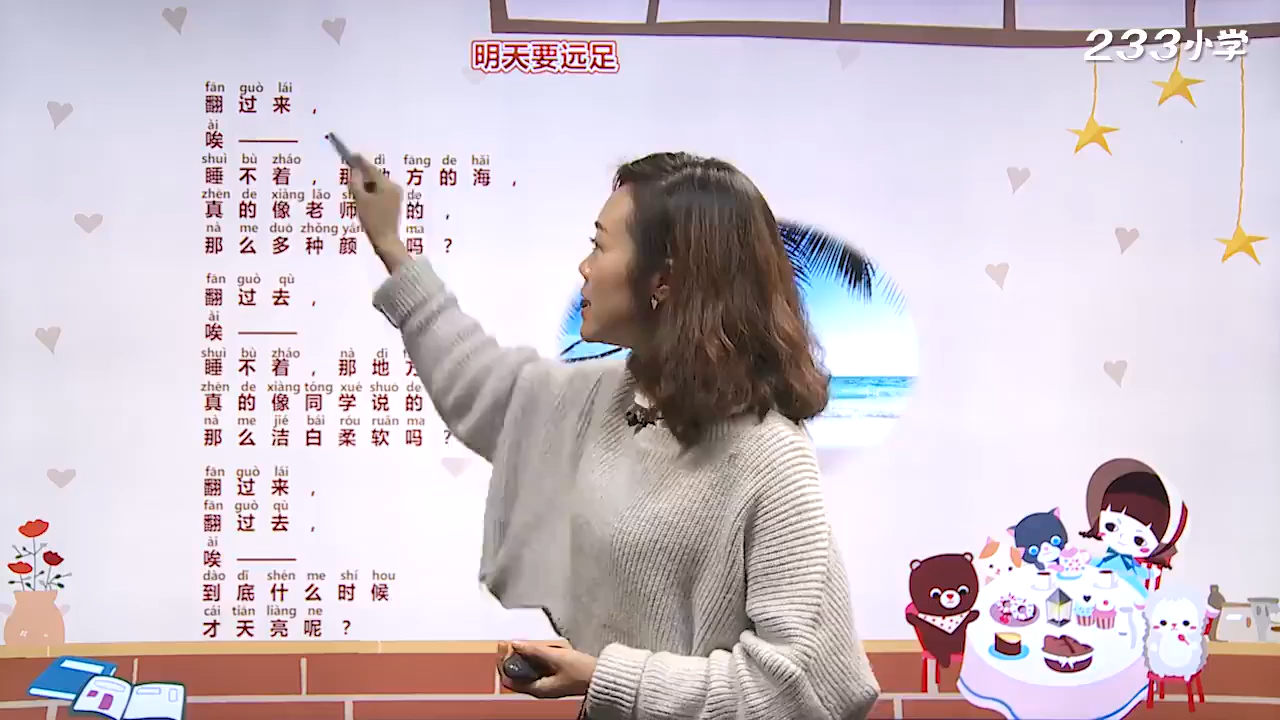 233小学
明天要远足
fān guò lái
翻过来，
ài
唉——
shuì bù zháo dì fàng de hǎi
睡不着，那地方的海，
zhēn de xiàng lǎo de
真的像老师的，
nà me duō zhǒng yán ma
那么多种颜吗？
fān guò qù
翻过去，
ài
唉——
shuì bù zháo nà dì
睡不着，那地方
zhēn de xiàng tóng xué shuō de
真的像同学说的
nà me jié bái róu ruǎn ma
那么洁白柔软吗？
fān guò lái
翻过来，
fān guò qù
翻过去，
ài
唉——
dào dǐ shén me shí hou
到底什么时候
cái tiān liàng ne
才天亮呢？